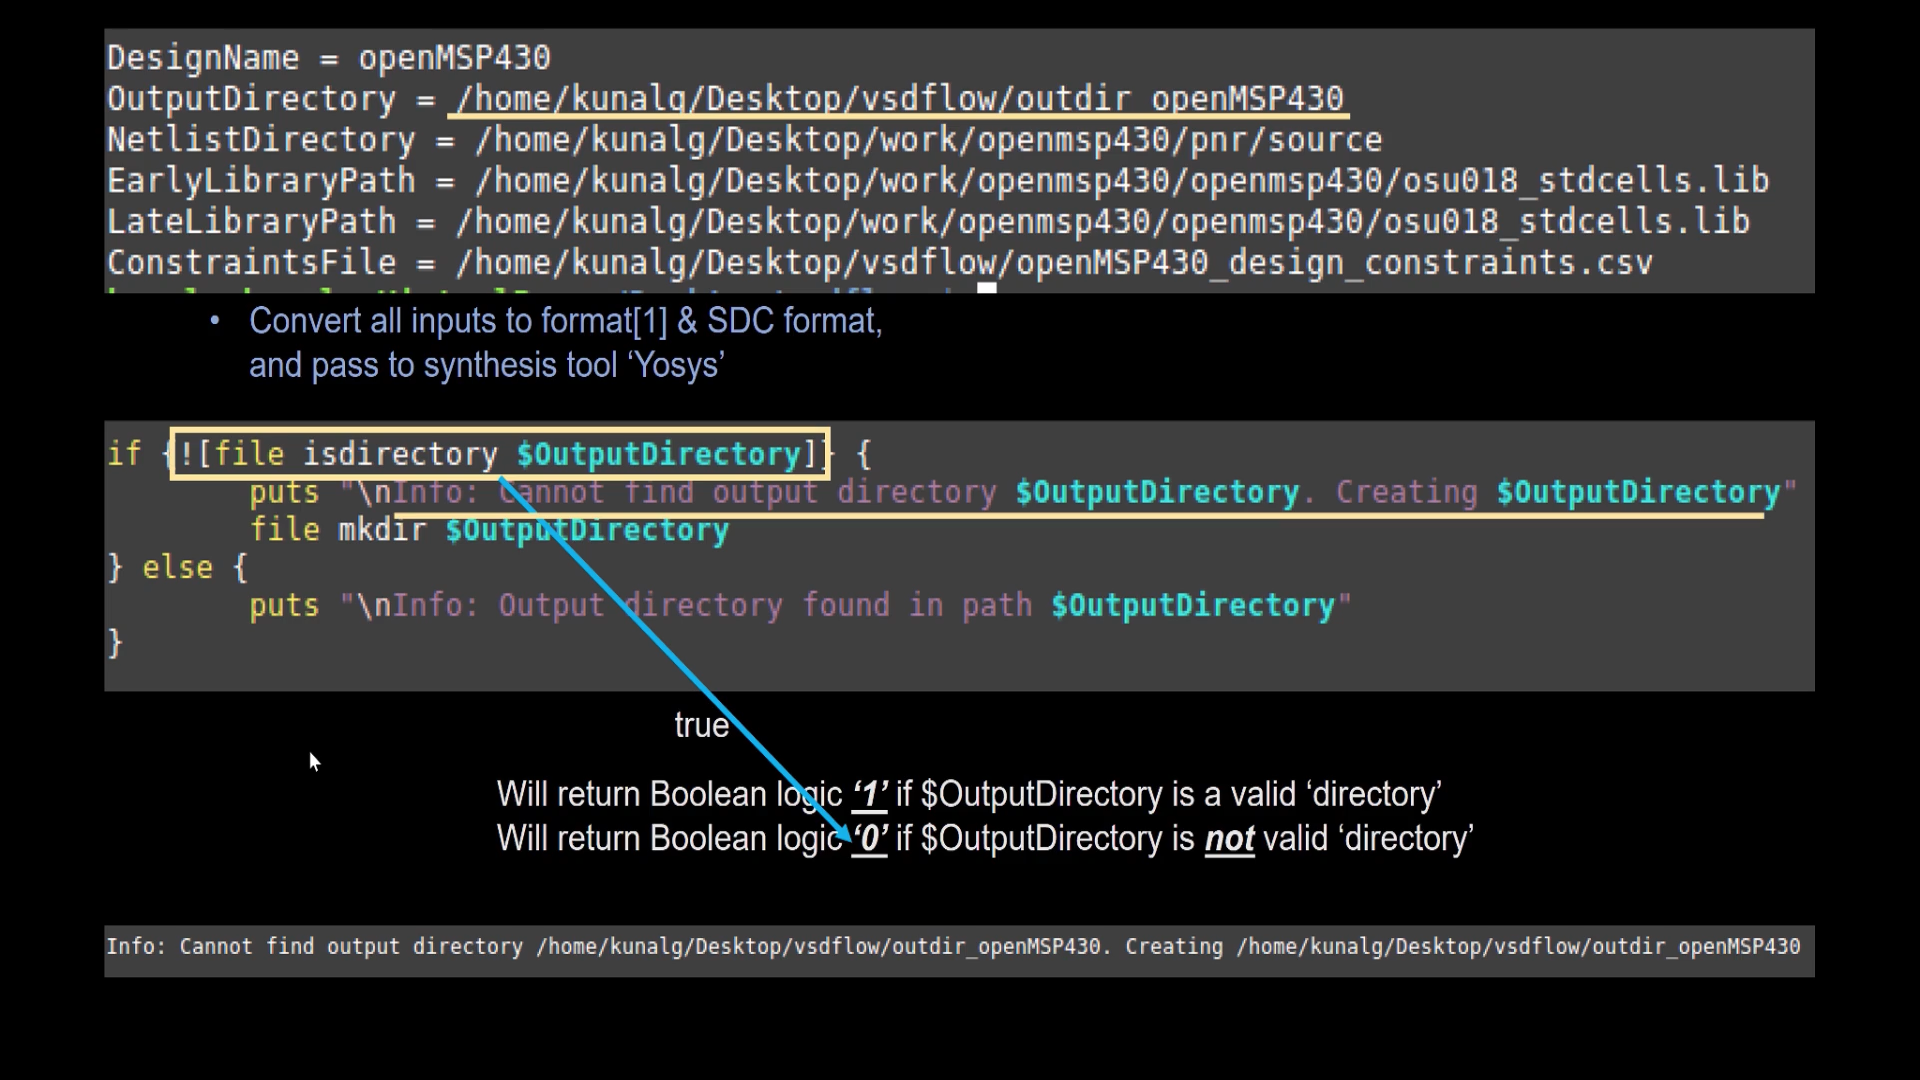 DesignName = openMSP430
OutputDirectory = /home/kunalg/Desktop/vsdflow/outdir_openMSP430
NetlistDirectory = /home/kunalg/Desktop/work/openmsp430/pnr/source
EarlyLibraryPath = /home/kunalg/Desktop/work/openmsp430/openmsp430/osu018_stdcells.lib
LateLibraryPath = /home/kunalg/Desktop/work/openmsp430/openmsp430/osu018_stdcells.lib
ConstraintsFile = /home/kunalg/Desktop/vsdflow/openMSP430_design_constraints.csv
• Convert all inputs to format[1] & SDC format,
and pass to synthesis tool ‘Yosys’
if {![file isdirectory $OutputDirectory]} {
puts "\nInfo: Cannot find output directory $OutputDirectory. Creating $OutputDirectory"
file mkdir $OutputDirectory
} else {
puts "\nInfo: Output directory found in path $OutputDirectory"
}
true
Will return Boolean logic ‘1’ if $OutputDirectory is a valid ‘directory’
Will return Boolean logic ‘0’ if $OutputDirectory is not valid ‘directory’
Info: Cannot find output directory /home/kunalg/Desktop/vsdflow/outdir_openMSP430. Creating /home/kunalg/Desktop/vsdflow/outdir_openMSP430